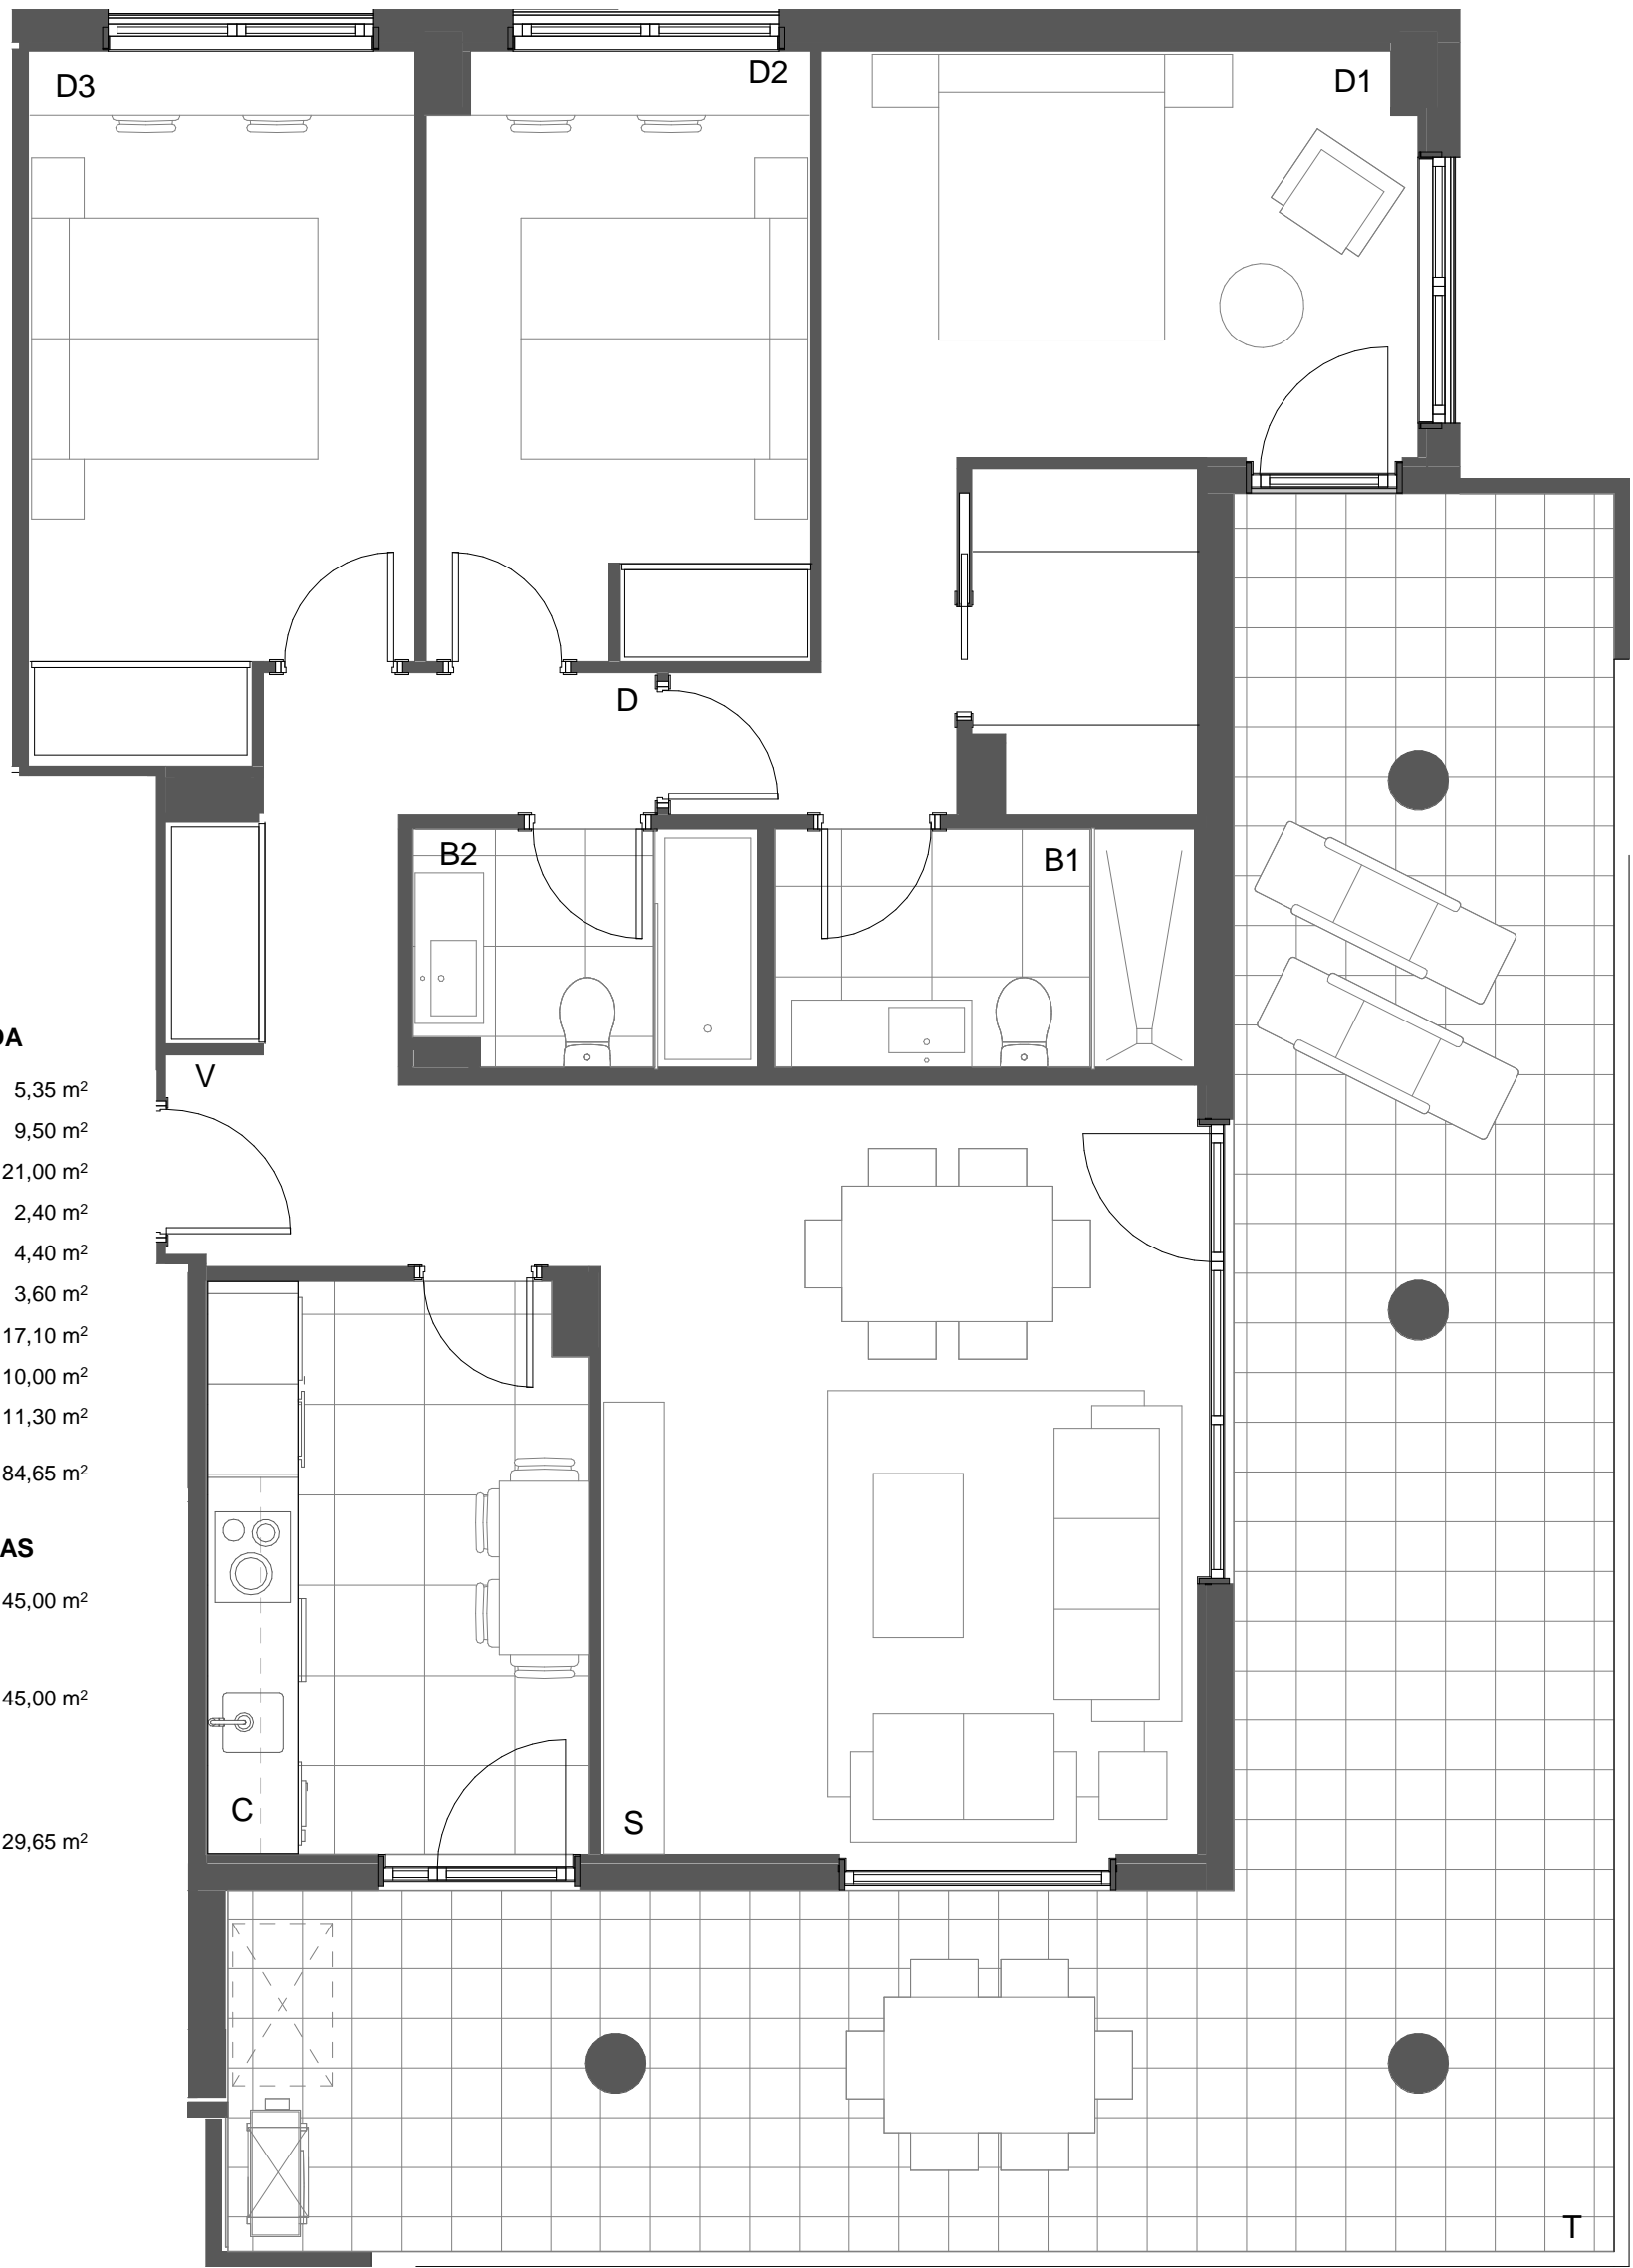 D3
D2
D1
D
B2
B1
DA
V
5,35 m²
9,50 m²
21,00 m²
2,40 m²
4,40 m²
3,60 m²
17,10 m²
10,00 m²
11,30 m²
84,65 m²
AS
45,00 m²
45,00 m²
C
S
29,65 m²
T